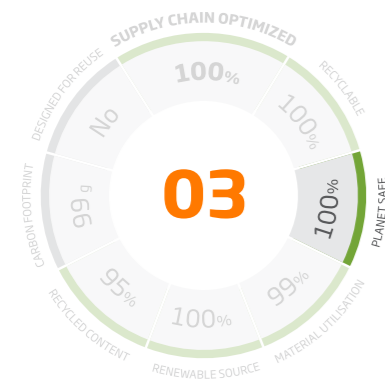 SUPPLY CHAIN OPTIMIZED
100%
RECYCLABLE
100%
PLANET SAFE
100%
MATERIAL UTILISATION
99%
RENEWABLE SOURCE
100%
RECYCLED CONTENT
95%
CARBON FOOTPRINT
99 g
DESIGNED FOR REUSE
No
03